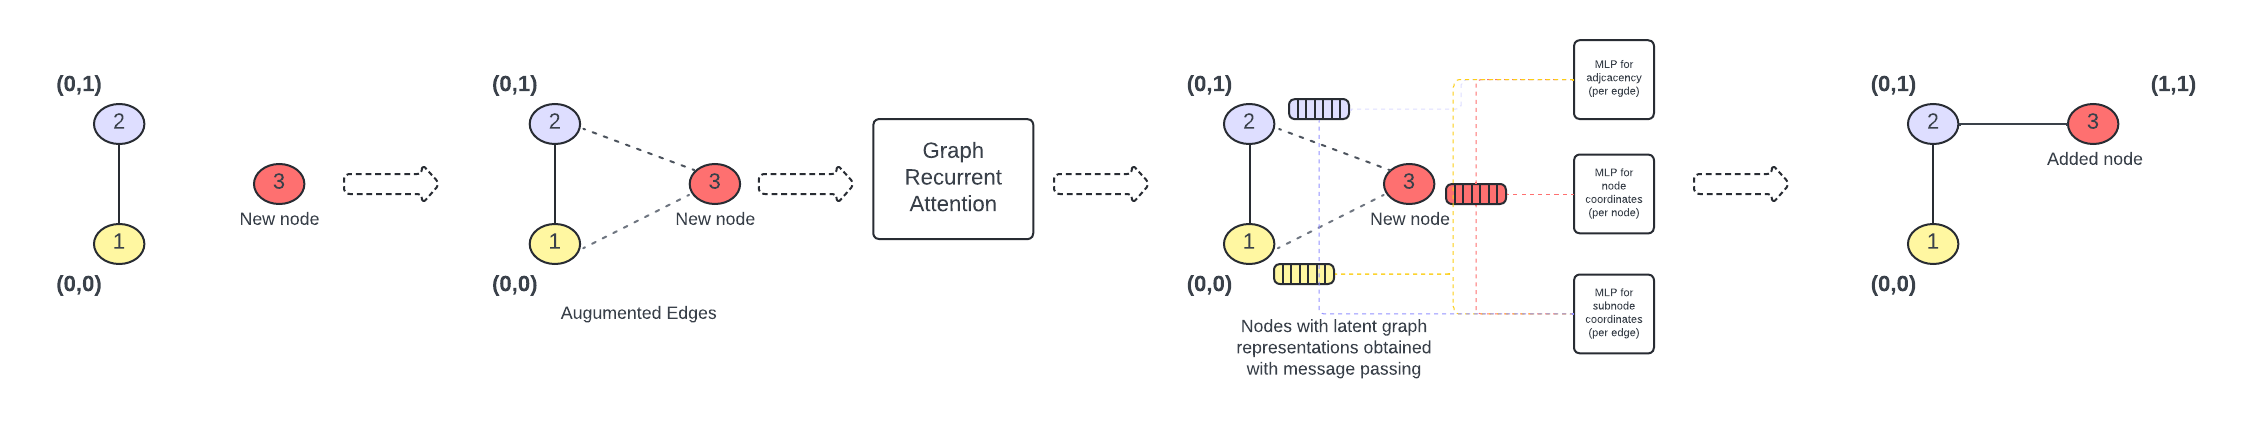 (0,1)
2
3
New node
1
(0,0)
(0,1)
2
3
New node
1
(0,0)
Augumented Edges
Graph
Recurrent
Attention
(0,1)
2
3
New node
1
(0,0)
Nodes with latent graph
representations obtained
with message passing
MLP for
adjcacency
(per egde)
MLP for
node
coordinates
(per node)
MLP for
subnode
coordinates
(per edge)
(0,1)
(1,1)
2
3
Added node
1
(0,0)